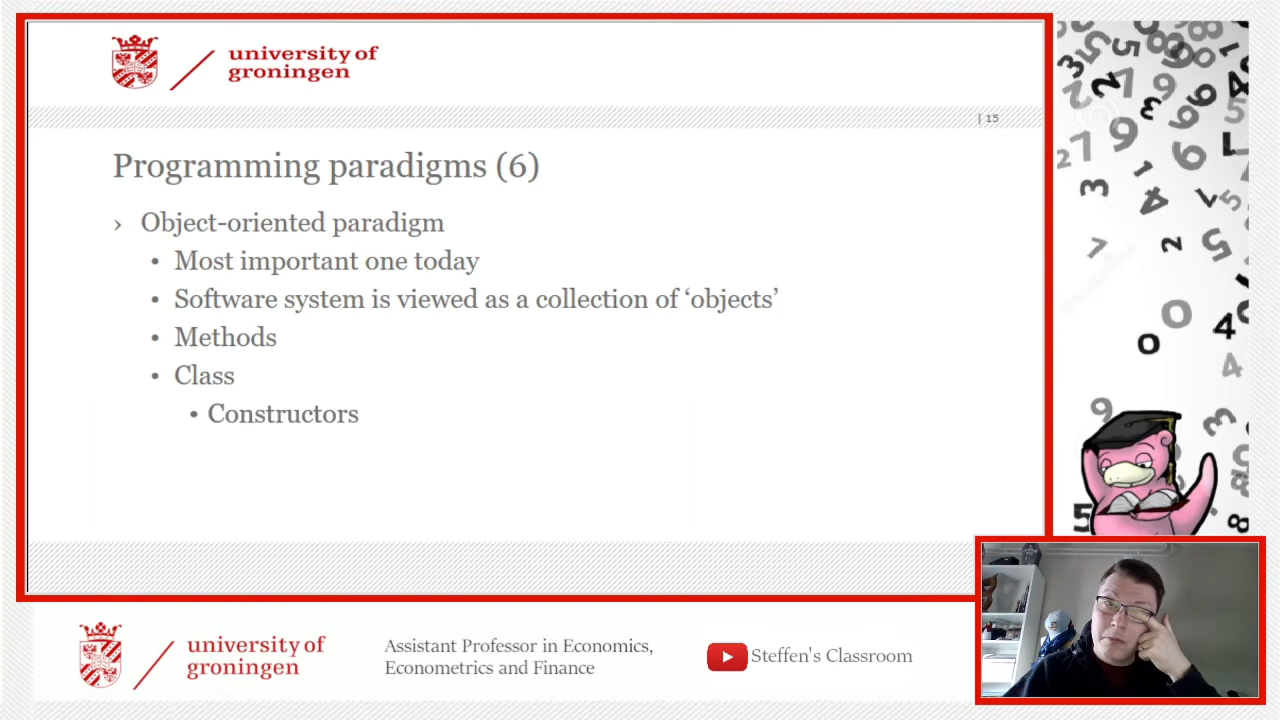 university of
groningen
| 15
Programming paradigms (6)
› Object-oriented paradigm
• Most important one today
• Software system is viewed as a collection of ‘objects’
• Methods
• Class
• Constructors
university of
groningen
Assistant Professor in Economics,
Econometrics and Finance
Steffen's Classroom